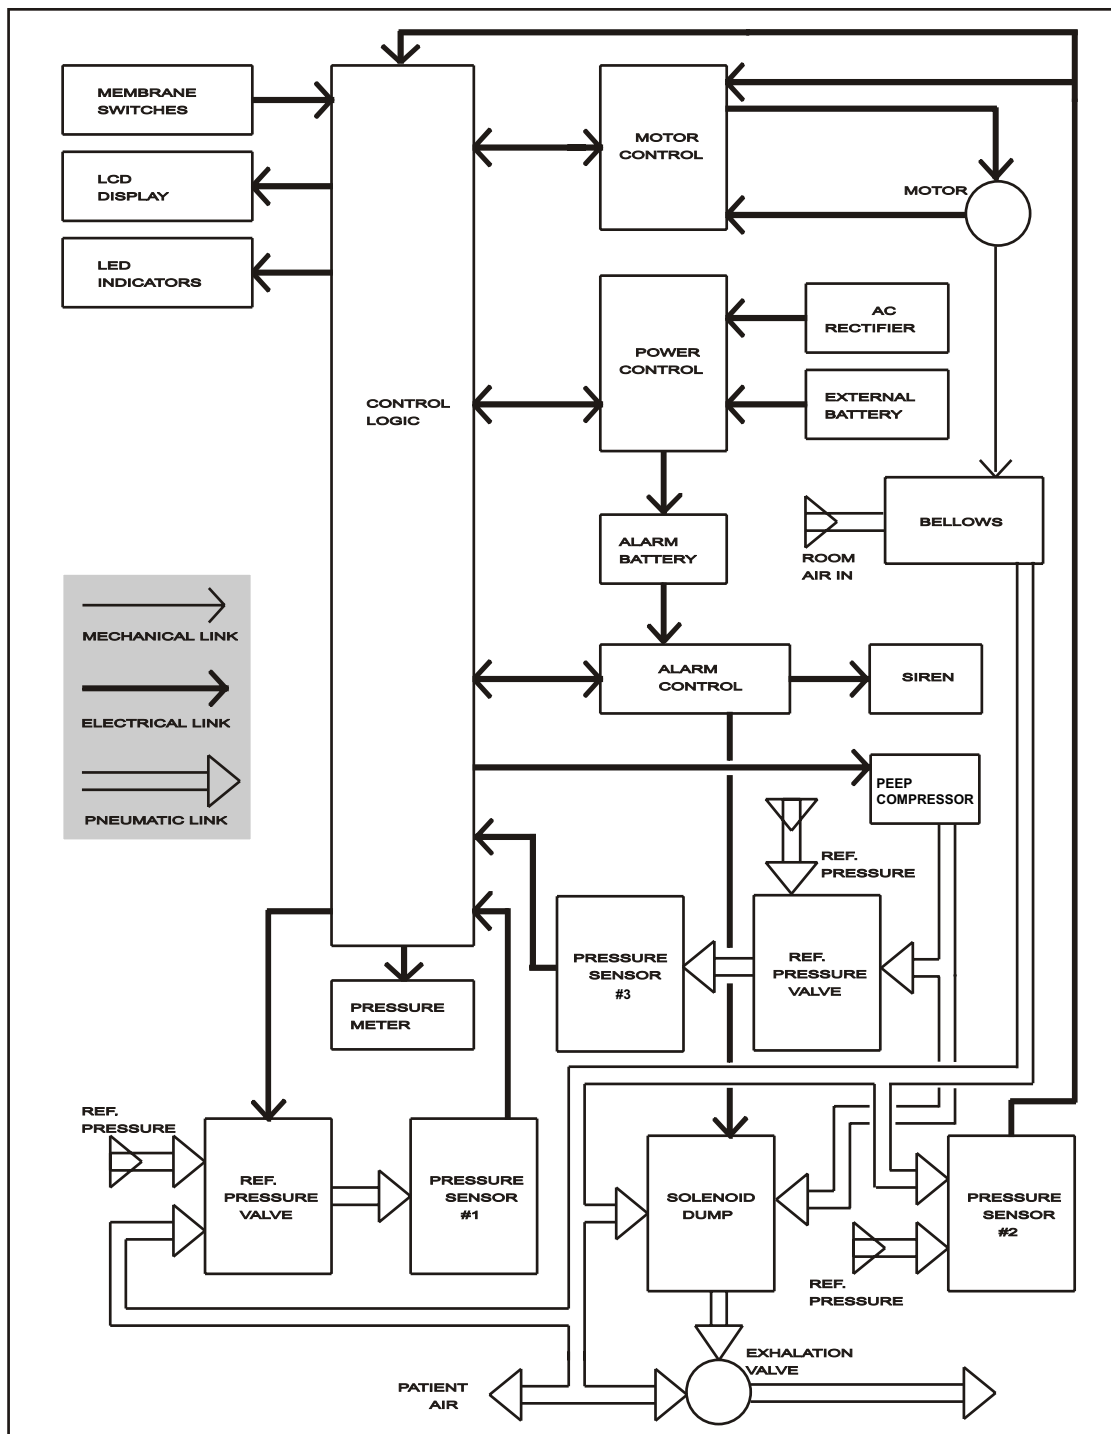 MEMBRANE
SWITCHES
LCD
DISPLAY
LED
INDICATORS
CONTROL
LOGIC
MOTOR
CONTROL
MOTOR
POWER
CONTROL
AC
RECTIFIER
EXTERNAL
BATTERY
BELLOWS
ROOM
AIR IN
ALARM
BATTERY
MECHANICAL LINK
ELECTRICAL LINK
PNEUMATIC LINK
ALARM
CONTROL
SIREN
PEEP
COMPRESSOR
REF.
PRESSURE
PRESSURE
SENSOR
#3
REF.
PRESSURE
VALVE
PRESSURE
METER
REF.
PRESSURE
REF.
PRESSURE
VALVE
PRESSURE
SENSOR
#1
SOLENOID
DUMP
PRESSURE
SENSOR
#2
REF.
PRESSURE
EXHALATION
VALVE
PATIENT
AIR